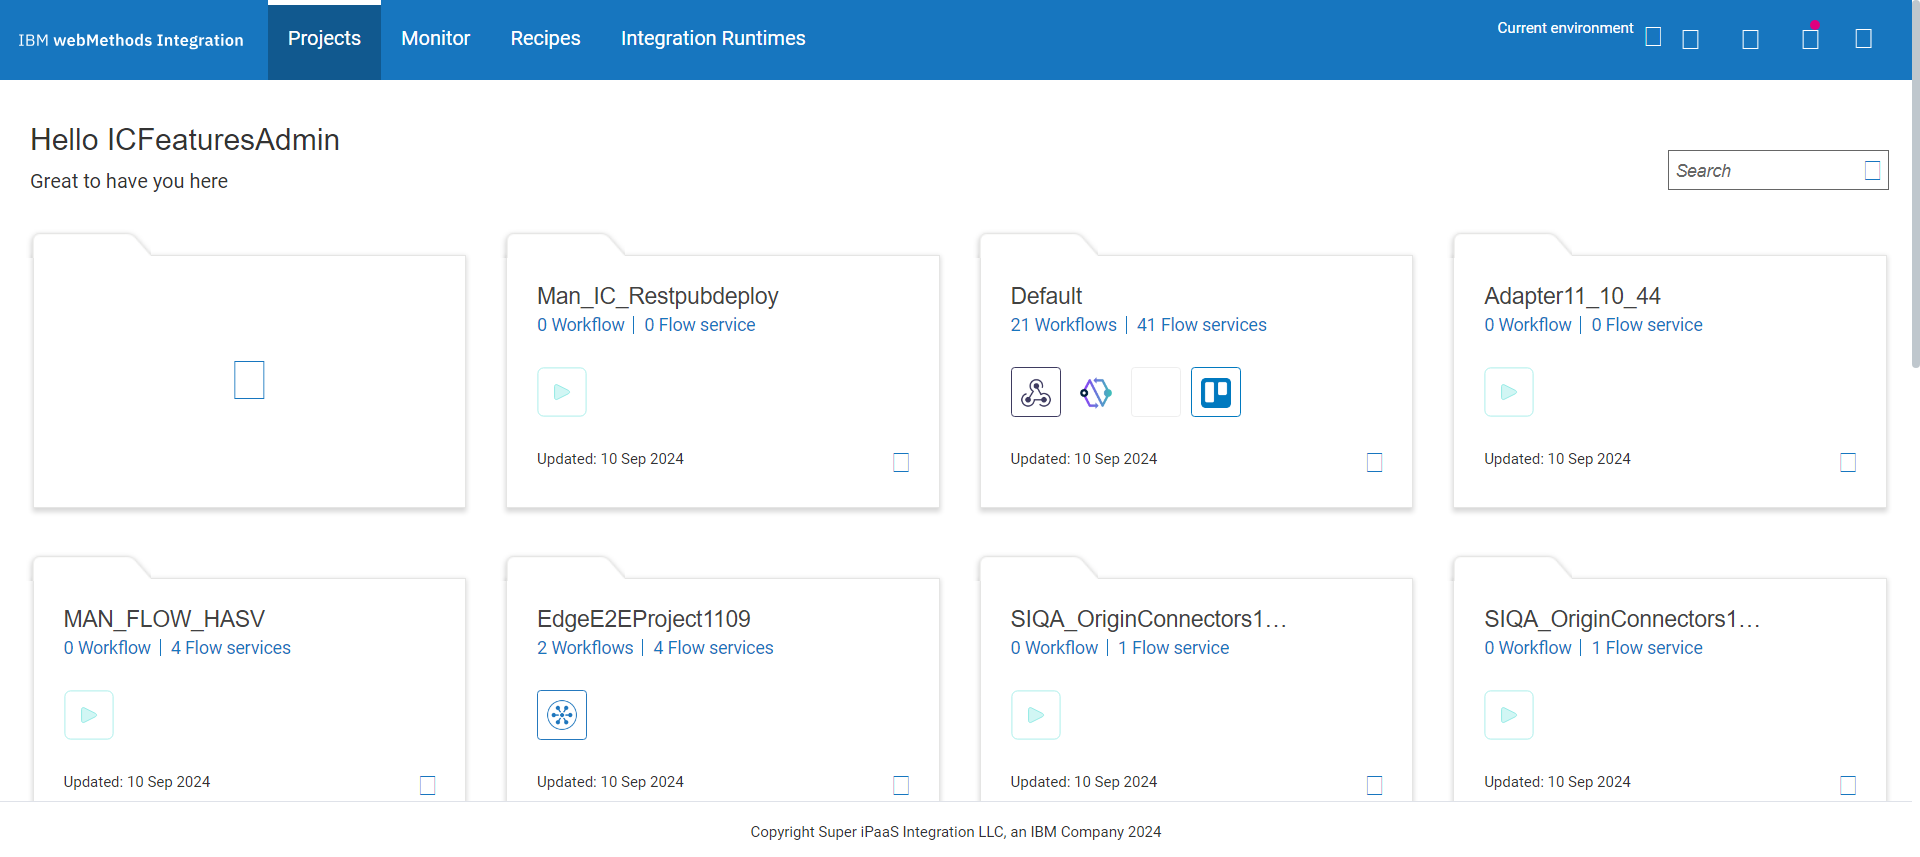 IBM webMethods Integration
Projects
Monitor
Recipes
Integration Runtimes
Current environment
Hello ICFeaturesAdmin
Great to have you here
Search
Man_IC_Restpubdeploy
0 Workflow | 0 Flow service
Updated: 10 Sep 2024
Default
21 Workflows | 41 Flow services
Updated: 10 Sep 2024
Adapter11_10_44
0 Workflow | 0 Flow service
Updated: 10 Sep 2024
MAN_FLOW_HASV
0 Workflow | 4 Flow services
Updated: 10 Sep 2024
EdgeE2EProject1109
2 Workflows | 4 Flow services
Updated: 10 Sep 2024
SIQA_OriginConnectors1...
0 Workflow | 1 Flow service
Updated: 10 Sep 2024
SIQA_OriginConnectors1...
0 Workflow | 1 Flow service
Updated: 10 Sep 2024
Copyright Super iPaaS Integration LLC, an IBM Company 2024